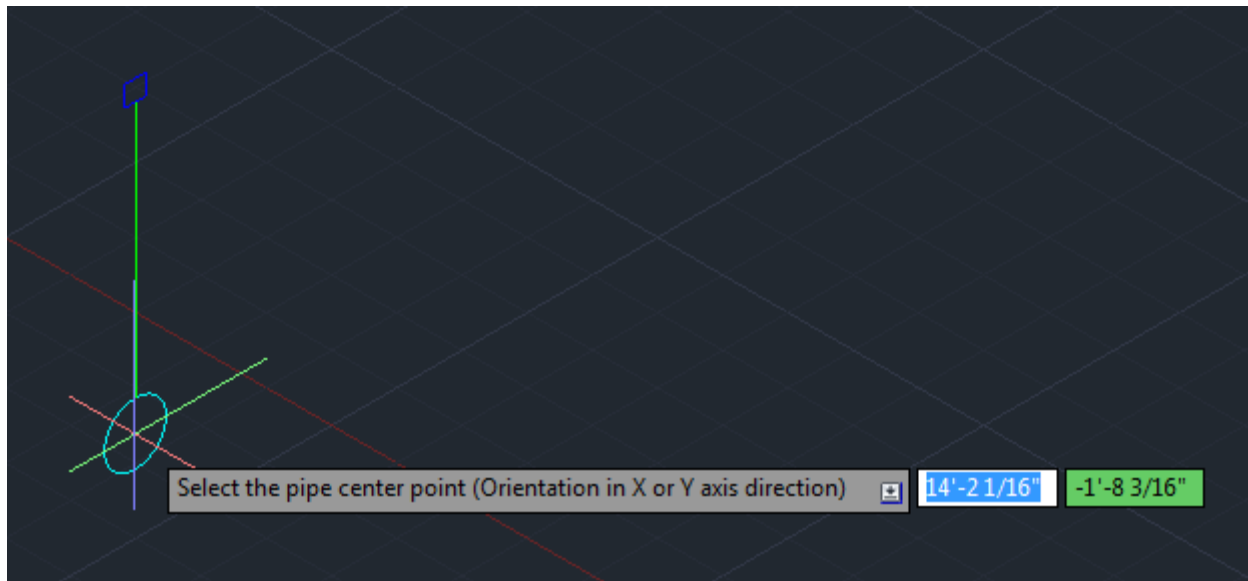 Select the pipe center point (Orientation in X or Y axis direction) 14'-2 1/16" -1'-8 3/16"